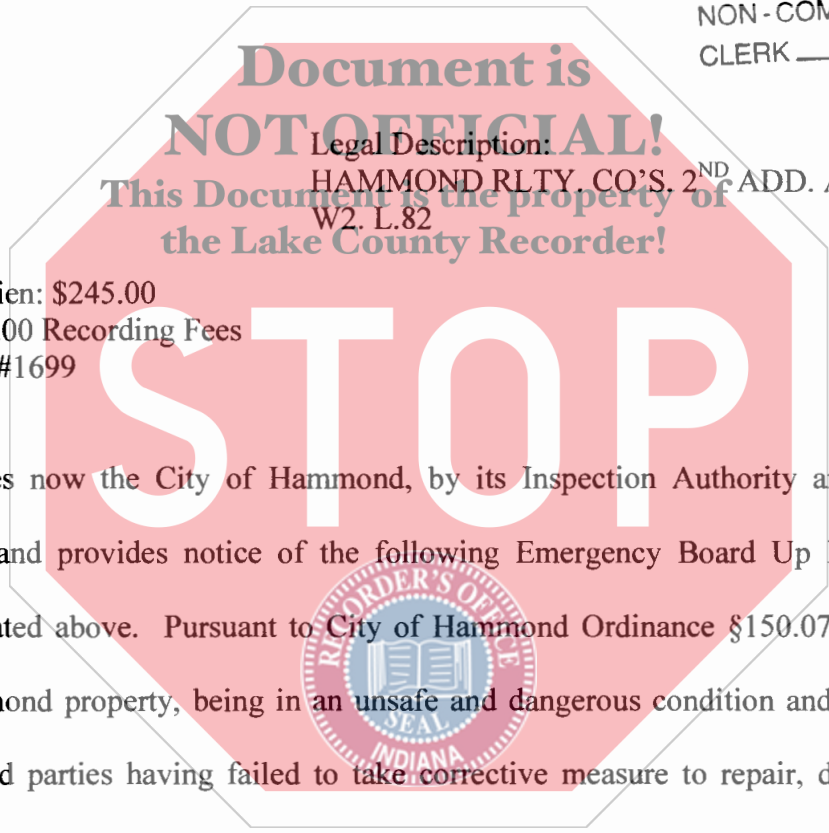 NON-COM
CLERK
Document is
NOT OFFICIAL!
This Document is the property of
the Lake County Recorder!
Legal Description:
HAMMOND RLTY. CO'S. 2ND ADD. A
W2. L.82
ien: $245.00
00 Recording Fees
#1699
STOP
s now the City of Hammond, by its Inspection Authority a
and provides notice of the following Emergency Board Up
ted above. Pursuant to City of Hammond Ordinance §150.07
ond property, being in an unsafe and dangerous condition and
d parties having failed to take corrective measure to repair, d
RECORDER'S OFFICE
SEAL
INDIANA